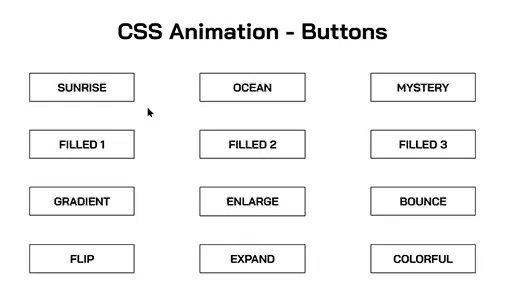 CSS Animation - Buttons
SUNRISE
OCEAN
MYSTERY
FILLED 1
FILLED 2
FILLED 3
GRADIENT
ENLARGE
BOUNCE
FLIP
EXPAND
COLORFUL